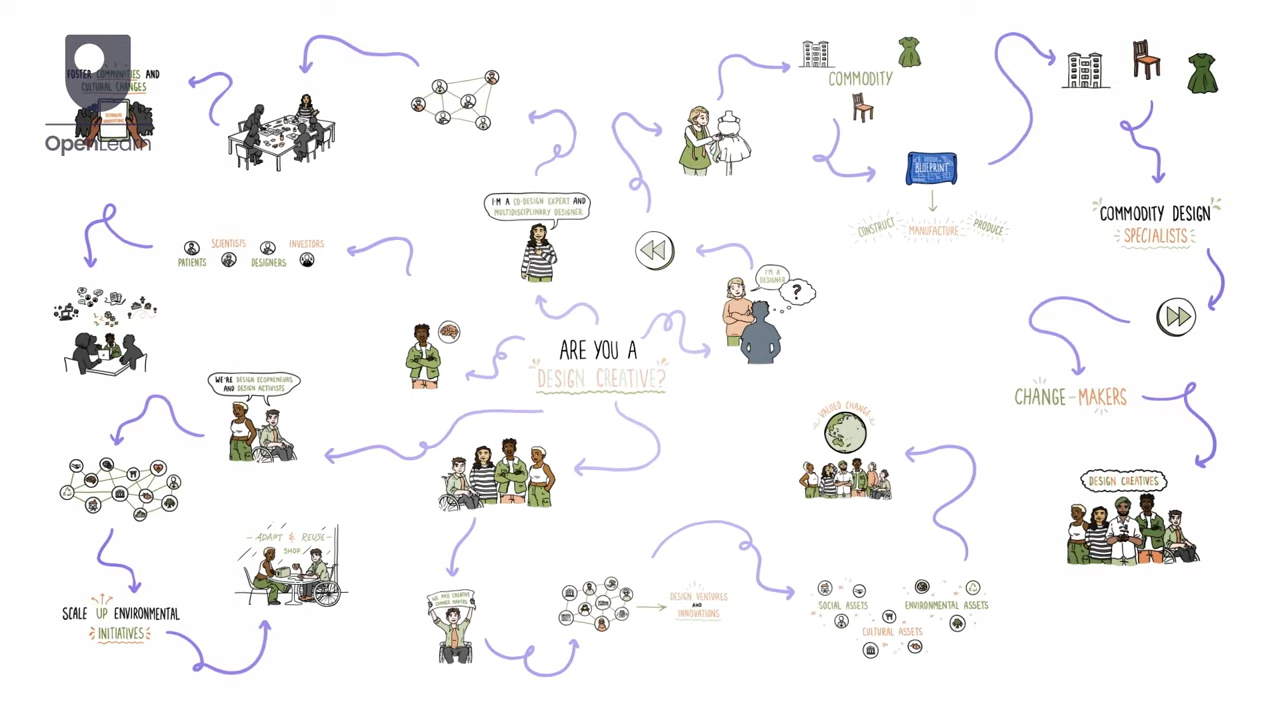 FOSTER COMMUNITIES AND
CULTURAL CHANGES
OpenLearn
COMMODITY
BLUEPRINT
CONSTRUCT
MANUFACTURE
PRODUCE
COMMODITY DESIGN
SPECIALISTS
I'M A CO-DESIGN EXPERT AND
MULTIDISCIPLINARY DESIGNER
SCIENTISTS
INVESTORS
PATIENTS
DESIGNERS
I'M A
DESIGNER
?
ARE YOU A
DESIGN CREATIVE?
CHANGE-MAKERS
WE'RE DESIGN ECOPRENEURS
AND DESIGN ACTIVISTS
VALUED CHANGE
DESIGN CREATIVES
ADAPT & REUSE
SHOP
SCALE UP ENVIRONMENTAL
INITIATIVES
WE ARE CREATIVE
CHANGE MAKERS
DESIGN VENTURES
AND
INNOVATIONS
SOCIAL ASSETS
ENVIRONMENTAL ASSETS
CULTURAL ASSETS